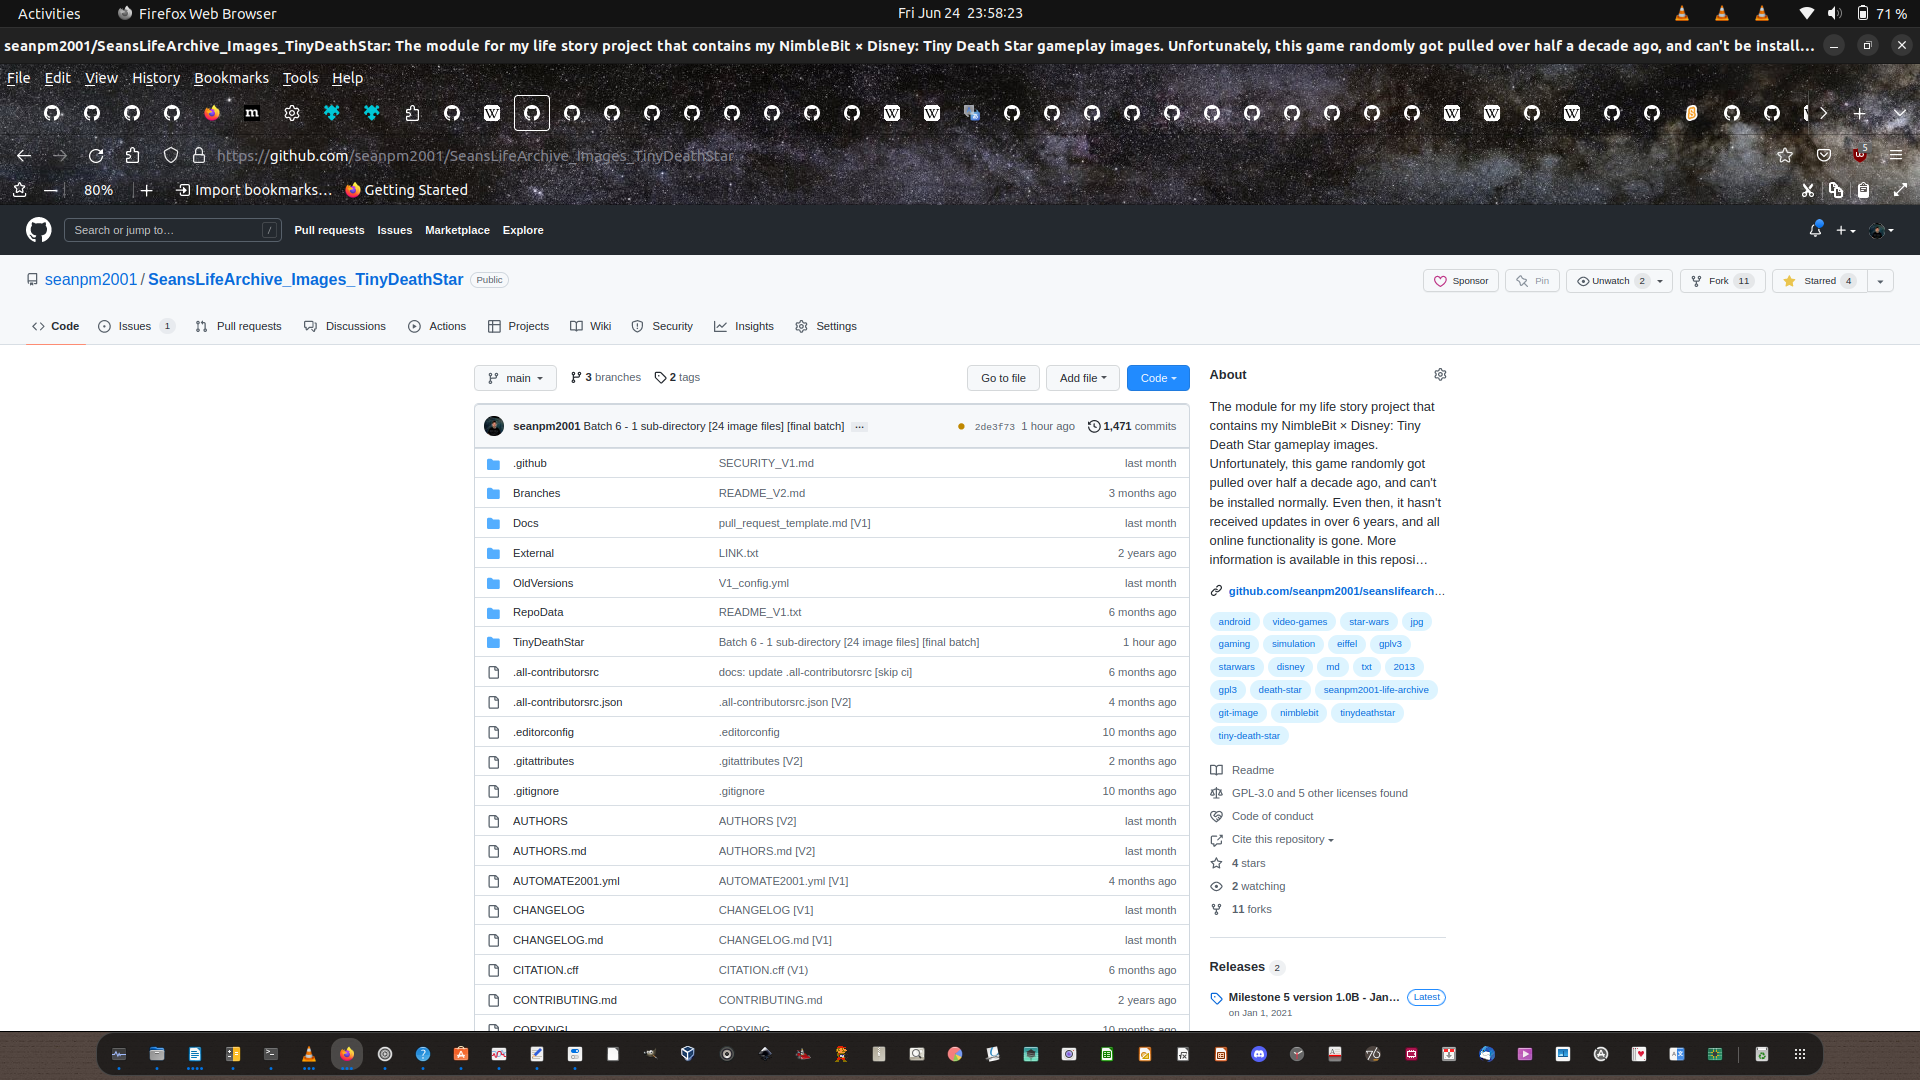 Activities
Firefox Web Browser
Fri Jun 24 23:58:23
71 %
seanpm2001/SeansLifeArchive_Images_TinyDeathStar: The module for my life story project that contains my NimbleBit × Disney: Tiny Death Star gameplay images. Unfortunately, this game randomly got pulled over half a decade ago, and can't be install…
File Edit View History Bookmarks Tools Help
https://github.com/seanpm2001/SeansLifeArchive_Images_TinyDeathStar
5
80%
Import bookmarks…
Getting Started
Search or jump to…
/
Pull requests Issues Marketplace Explore
seanpm2001 / SeansLifeArchive_Images_TinyDeathStar Public
Sponsor
Pin
Unwatch 2
Fork 11
Starred 4
Code
Issues 1
Pull requests
Discussions
Actions
Projects
Wiki
Security
Insights
Settings
main
3 branches
2 tags
Go to file
Add file
Code
seanpm2001 Batch 6 - 1 sub-directory [24 image files] [final batch] …
2de3f73 1 hour ago
1,471 commits
.github SECURITY_V1.md last month
Branches README_V2.md 3 months ago
Docs pull_request_template.md [V1] last month
External LINK.txt 2 years ago
OldVersions V1_config.yml last month
RepoData README_V1.txt 6 months ago
TinyDeathStar Batch 6 - 1 sub-directory [24 image files] [final batch] 1 hour ago
.all-contributorsrc docs: update .all-contributorsrc [skip ci] 6 months ago
.all-contributorsrc.json .all-contributorsrc.json [V2] 4 months ago
.editorconfig .editorconfig 10 months ago
.gitattributes .gitattributes [V2] 2 months ago
.gitignore .gitignore 10 months ago
AUTHORS AUTHORS [V2] last month
AUTHORS.md AUTHORS.md [V2] last month
AUTOMATE2001.yml AUTOMATE2001.yml [V1] 4 months ago
CHANGELOG CHANGELOG [V1] last month
CHANGELOG.md CHANGELOG.md [V1] last month
CITATION.cff CITATION.cff (V1) 6 months ago
CONTRIBUTING.md CONTRIBUTING.md 2 years ago
COPYING 10 months ago
About
The module for my life story project that
contains my NimbleBit × Disney: Tiny
Death Star gameplay images.
Unfortunately, this game randomly got
pulled over half a decade ago, and can't
be installed normally. Even then, it hasn't
received updates in over 6 years, and all
online functionality is gone. More
information is available in this reposi…
github.com/seanpm2001/seanslifearch…
android video-games star-wars jpg
gaming simulation eiffel gplv3
starwars disney md txt 2013
gpl3 death-star seanpm2001-life-archive
git-image nimblebit tinydeathstar
tiny-death-star
Readme
GPL-3.0 and 5 other licenses found
Code of conduct
Cite this repository
4 stars
2 watching
11 forks
Releases 2
Milestone 5 version 1.0B - Jan… Latest
on Jan 1, 2021